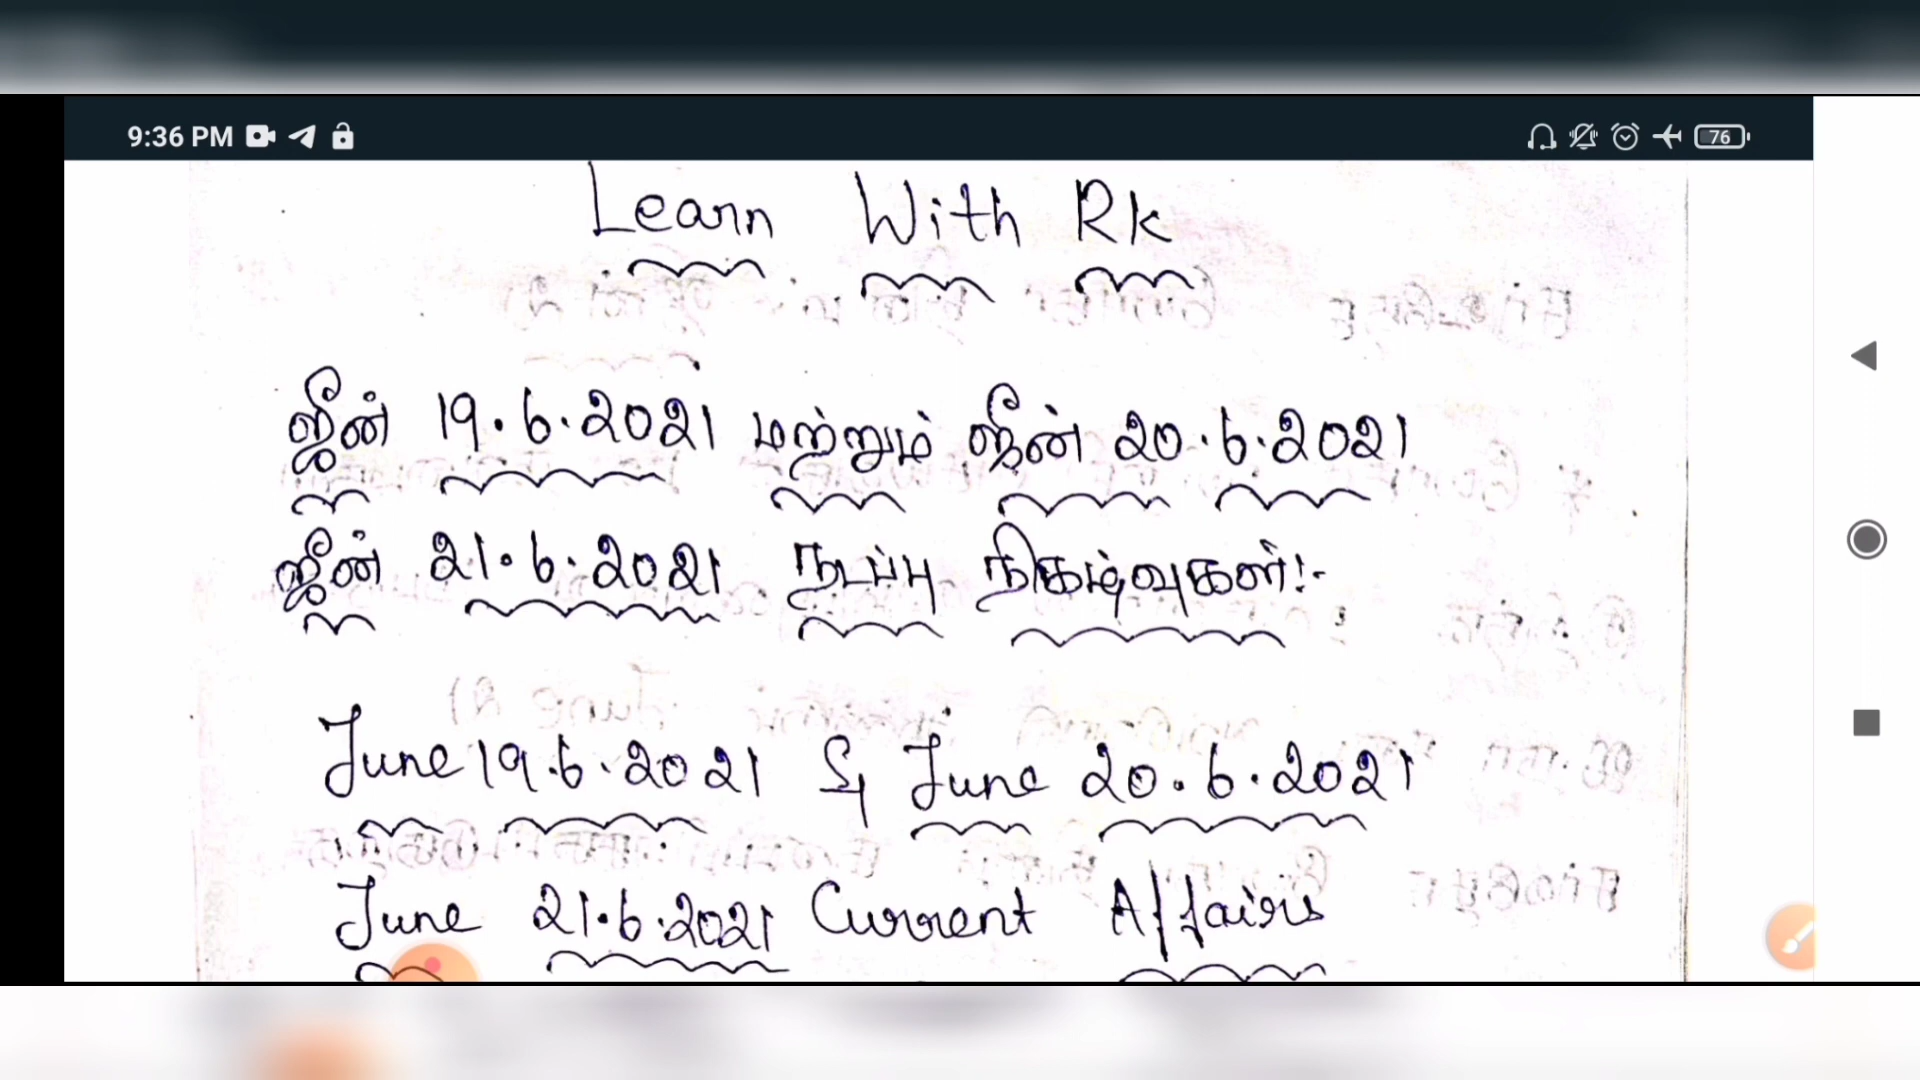 9:36 PM
76
Learn With Rk
ஜீன் 19.6.2021 மற்றும் ஜீன் 20.6.2021
ஜீன் 21.6.2021 நடப்பு நிகழ்வுகள்:-
June 19.6.2021 & June 20.6.2021
June 21.6.2021 Current Affairs